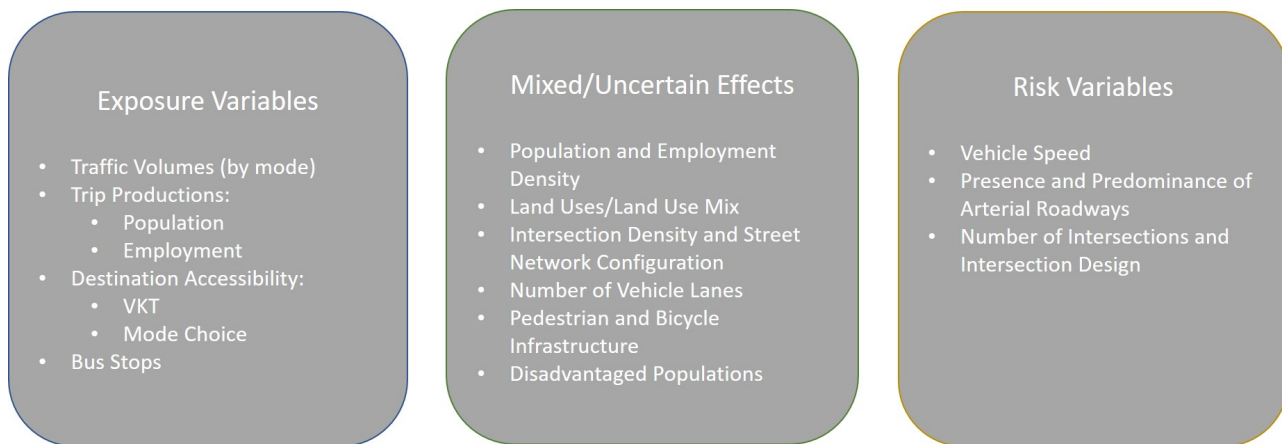 Exposure Variables
• Traffic Volumes (by mode)
• Trip Productions:
• Population
• Employment
• Destination Accessibility:
• VKT
• Mode Choice
• Bus Stops
Mixed/Uncertain Effects
• Population and Employment
Density
• Land Uses/Land Use Mix
• Intersection Density and Street
Network Configuration
• Number of Vehicle Lanes
• Pedestrian and Bicycle
Infrastructure
• Disadvantaged Populations
Risk Variables
• Vehicle Speed
• Presence and Predominance of
Arterial Roadways
• Number of Intersections and
Intersection Design